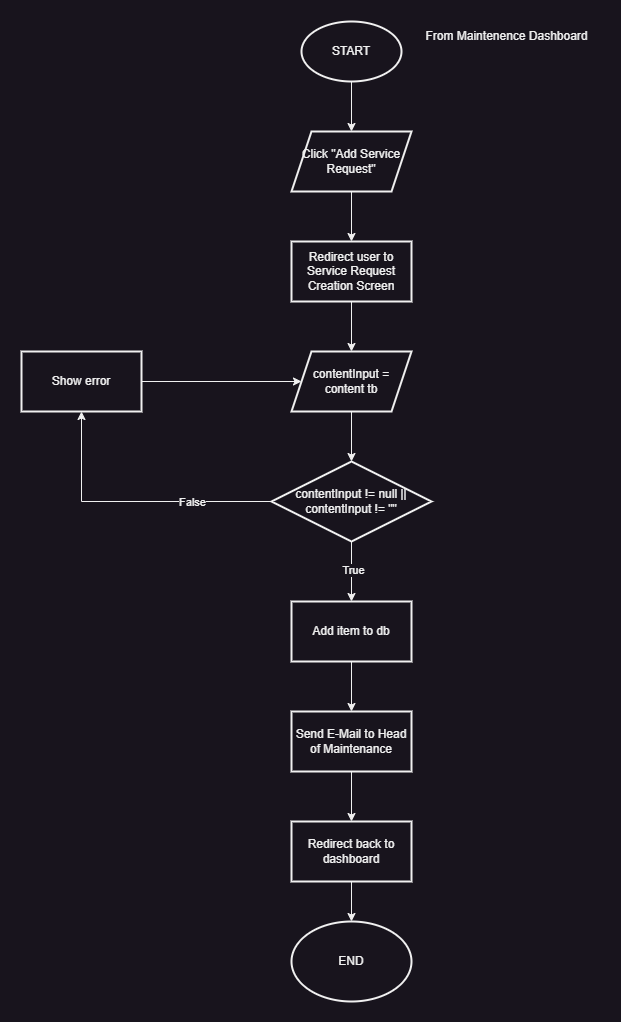 START
From Maintenence Dashboard
Click "Add Service
Request"
Redirect user to
Service Request
Creation Screen
Show error
contentInput =
content tb
contentInput != null ||
contentInput != ""
False
True
Add item to db
Send E-Mail to Head
of Maintenance
Redirect back to
dashboard
END